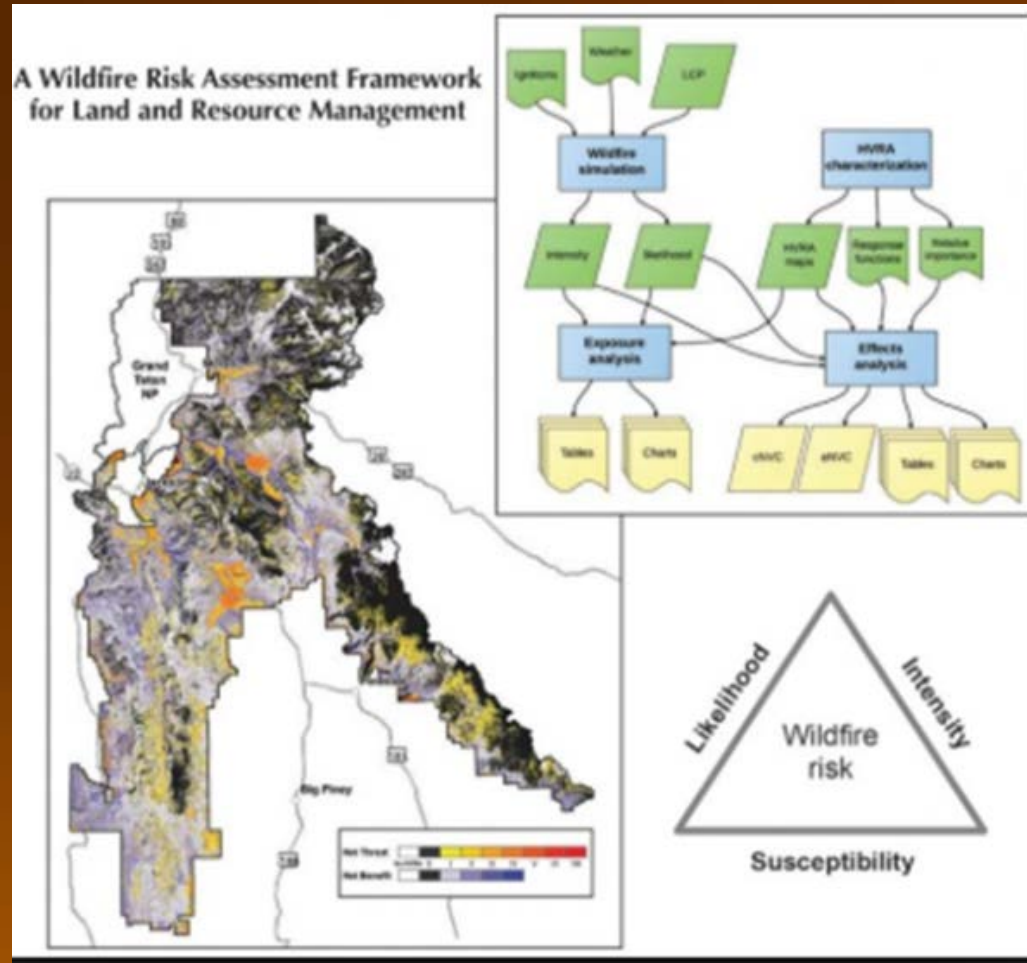 A Wildfire Risk Assessment Framework
for Land and Resource Management
Ignitions
Weather
LCP
Wildfire
simulation
HVRA
characterization
Intensity
likelihood
HVRA
maps
Response
functions
Relative
importance
Exposure
analysis
Effects
analysis
Tables
Charts
cNVC
eNVC
Tables
Charts
Grand
Teton
NP
Big Piney
Net Threat
Net Benefit
Likelihood
Intensity
Wildfire
risk
Susceptibility